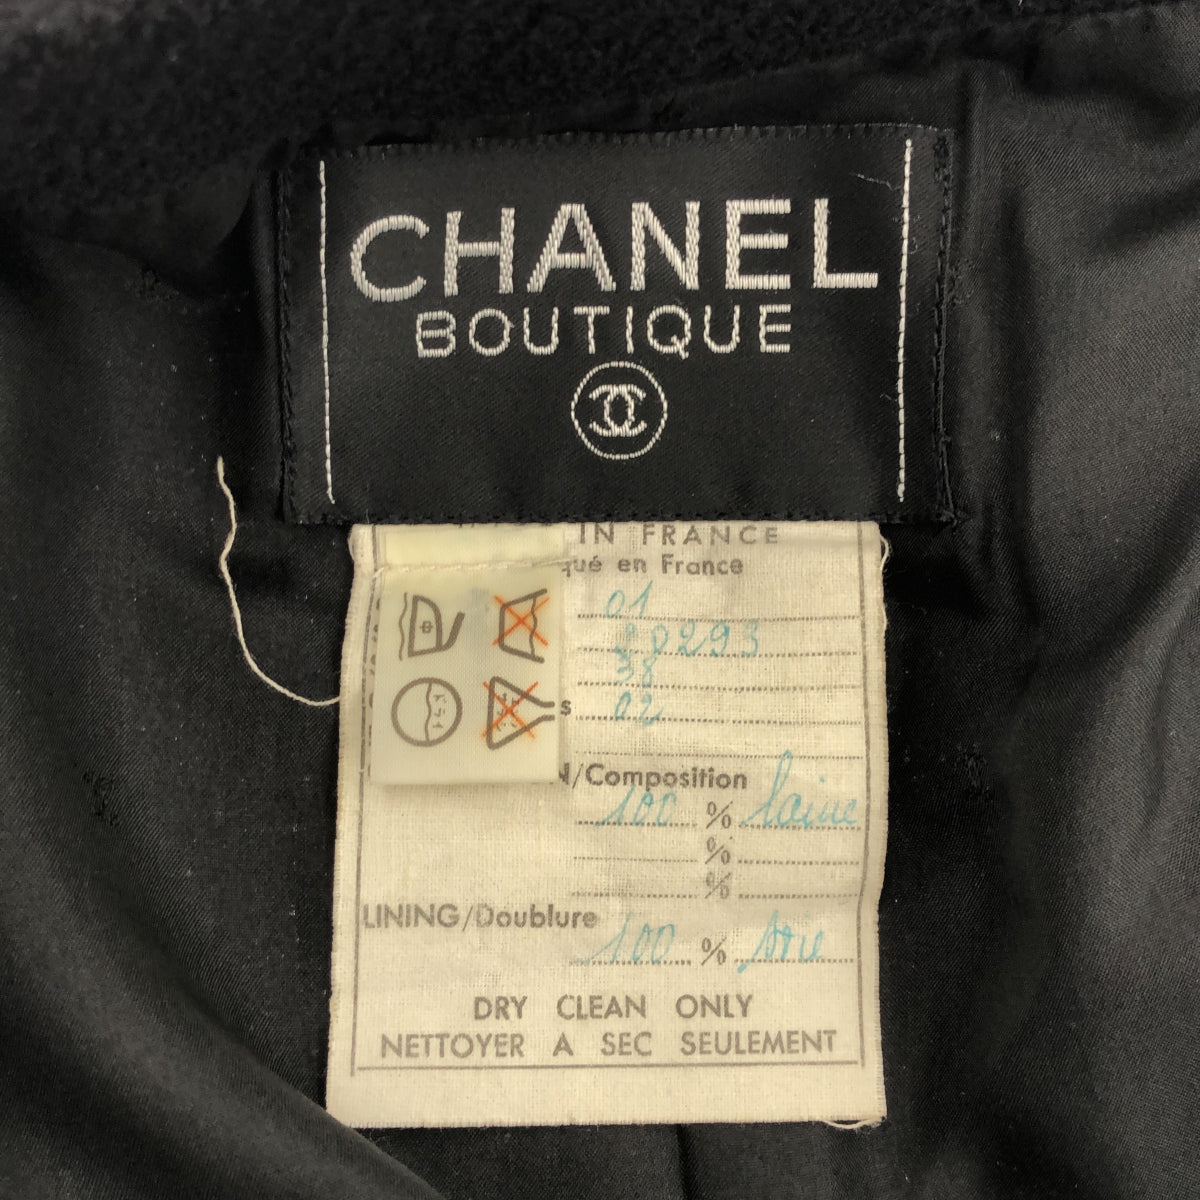 CHANEL
BOUTIQUE
IN FRANCE
qué en France
01
38
s 02
N/Composition
100 % laine
%
%
LINING/Doublure
100 % soie
DRY CLEAN ONLY
NETTOYER A SEC SEULEMENT